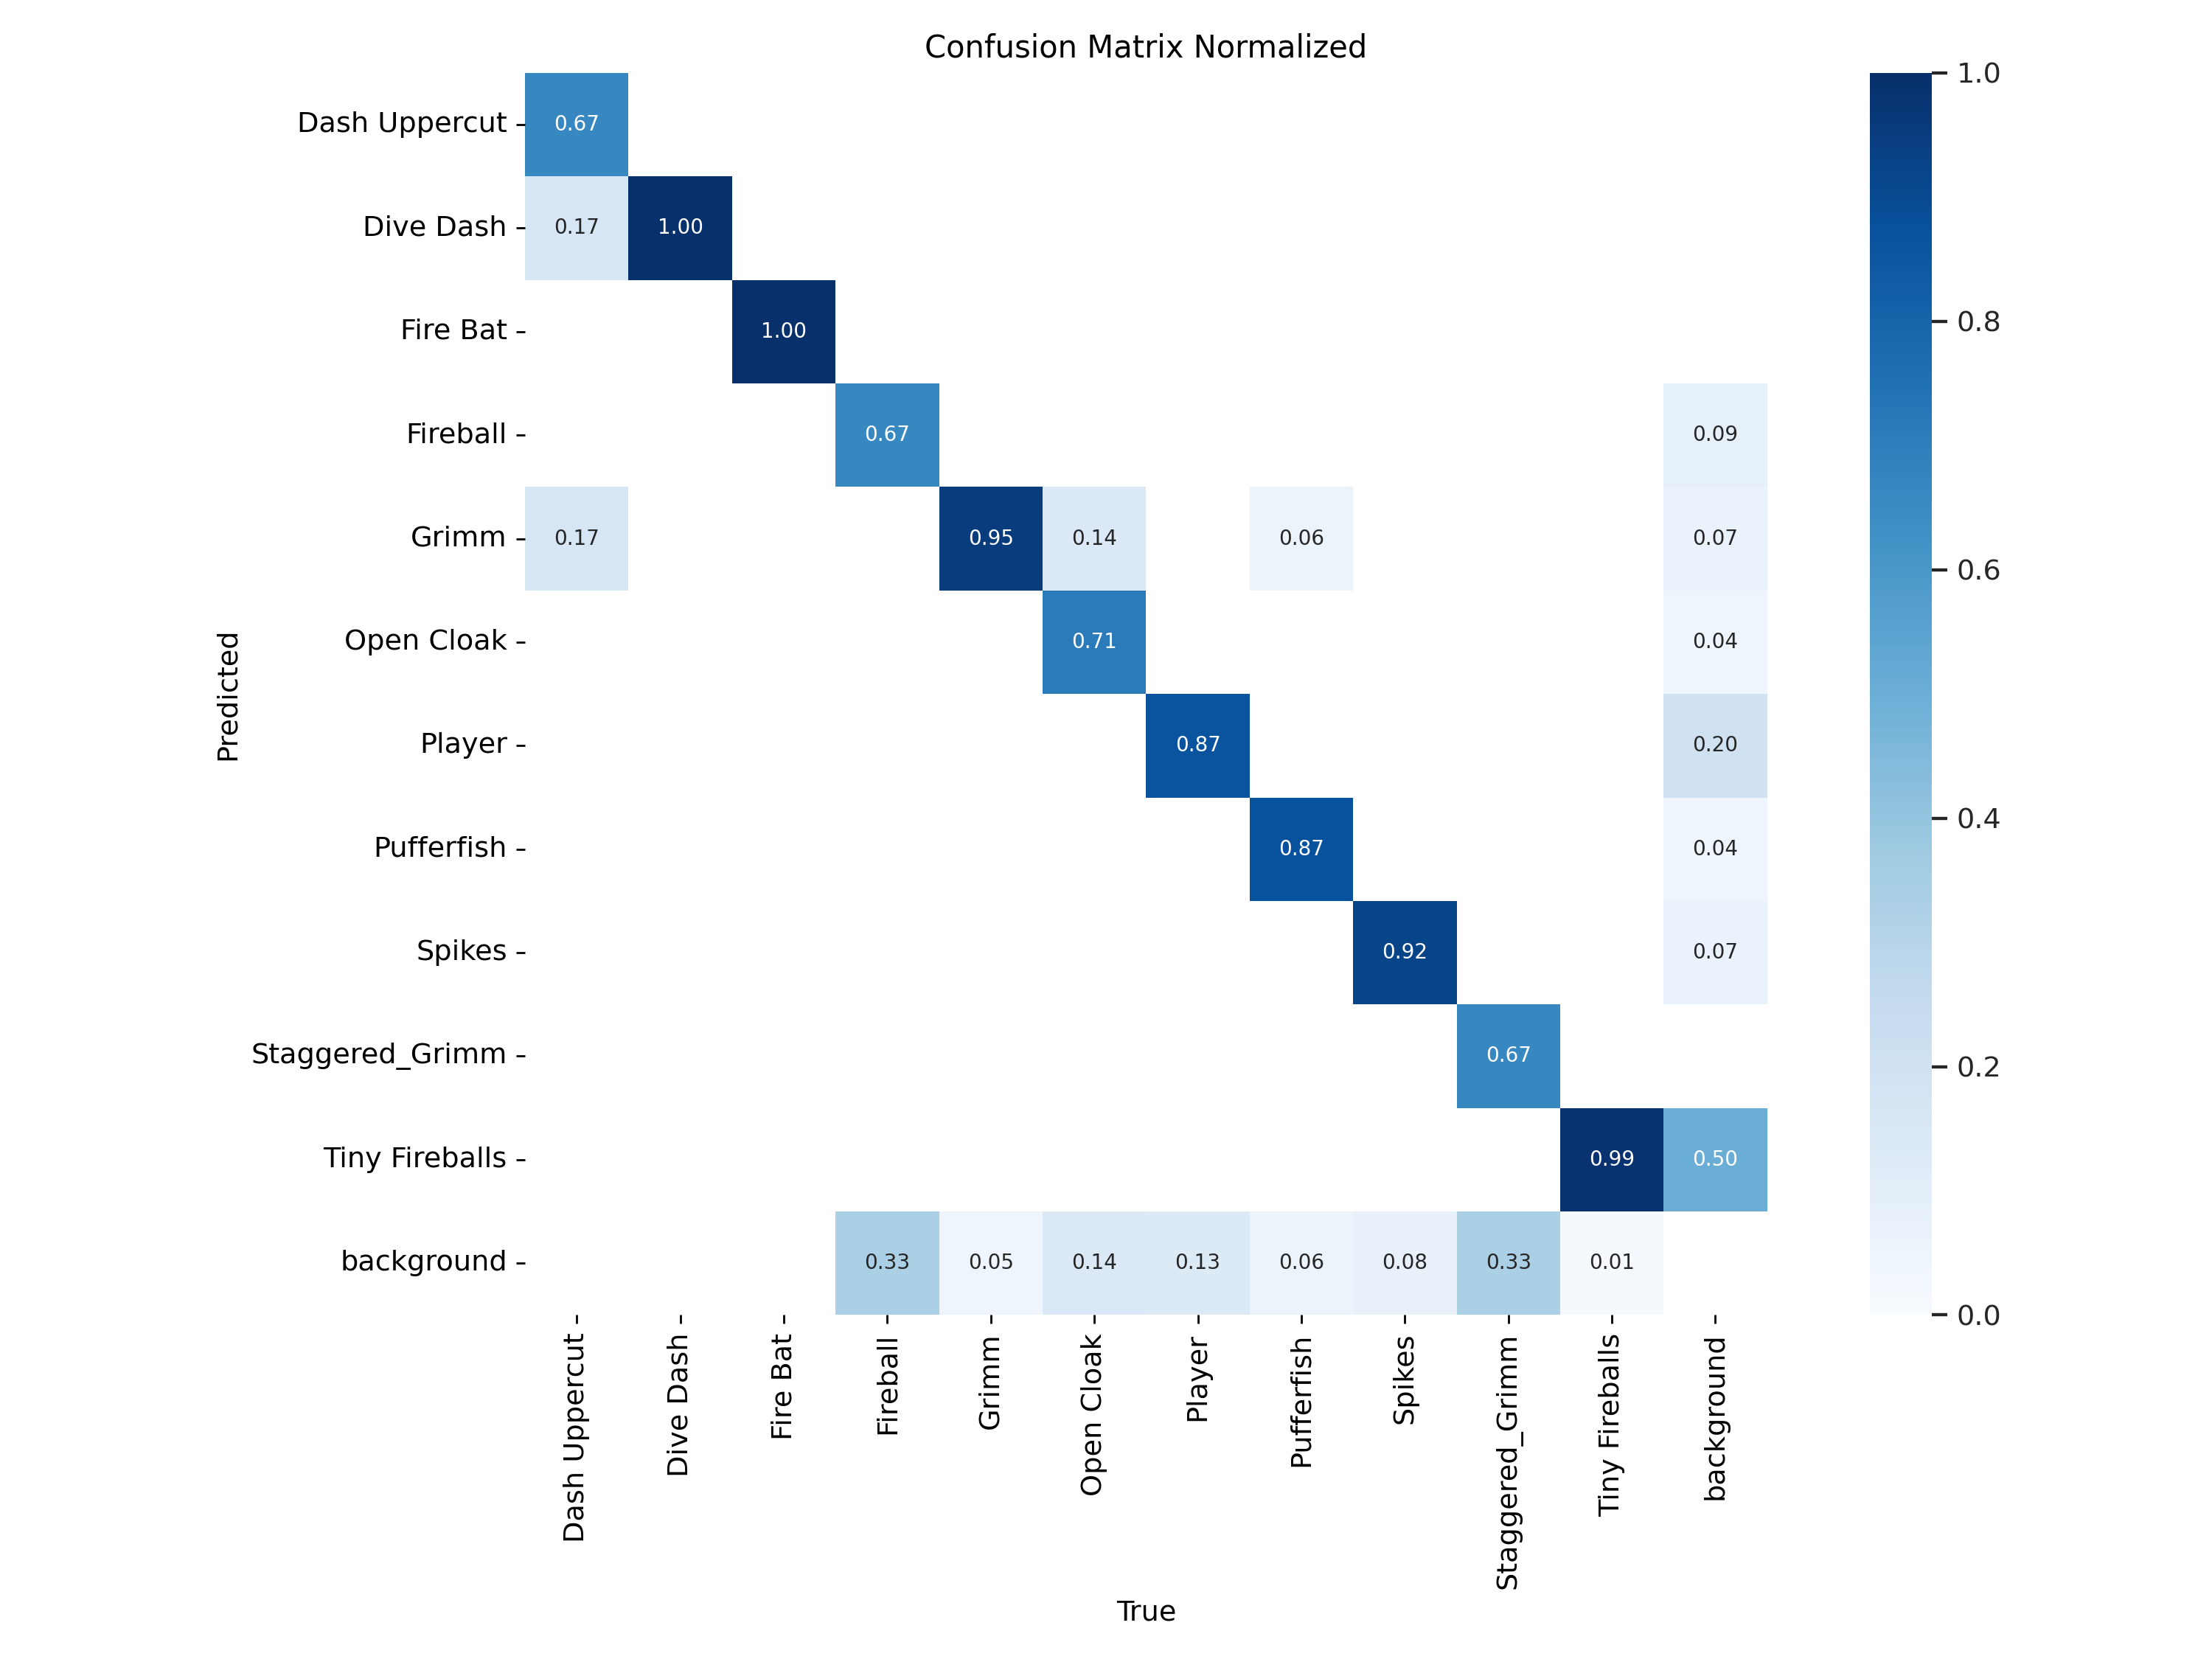 Confusion Matrix Normalized
Dash Uppercut 0.67
Dive Dash 0.17 1.00
Fire Bat 1.00
Fireball 0.67 0.09
Grimm 0.17 0.95 0.14 0.06 0.07
Open Cloak 0.71 0.04
Player 0.87 0.20
Pufferfish 0.87 0.04
Spikes 0.92 0.07
Staggered_Grimm 0.67
Tiny Fireballs 0.99 0.50
background 0.33 0.05 0.14 0.13 0.06 0.08 0.33 0.01
Predicted
Dash Uppercut
Dive Dash
Fire Bat
Fireball
Grimm
Open Cloak
Player
Pufferfish
Spikes
Staggered_Grimm
Tiny Fireballs
background
True
1.0
0.8
0.6
0.4
0.2
0.0